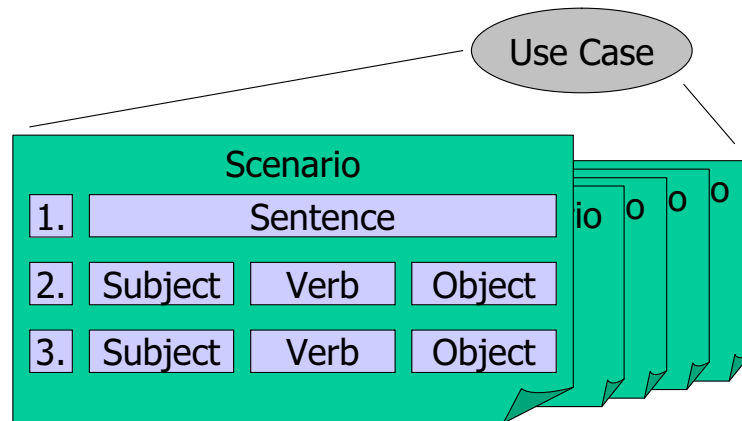 Use Case
Scenario
1. Sentence
2. Subject Verb Object
3. Subject Verb Object